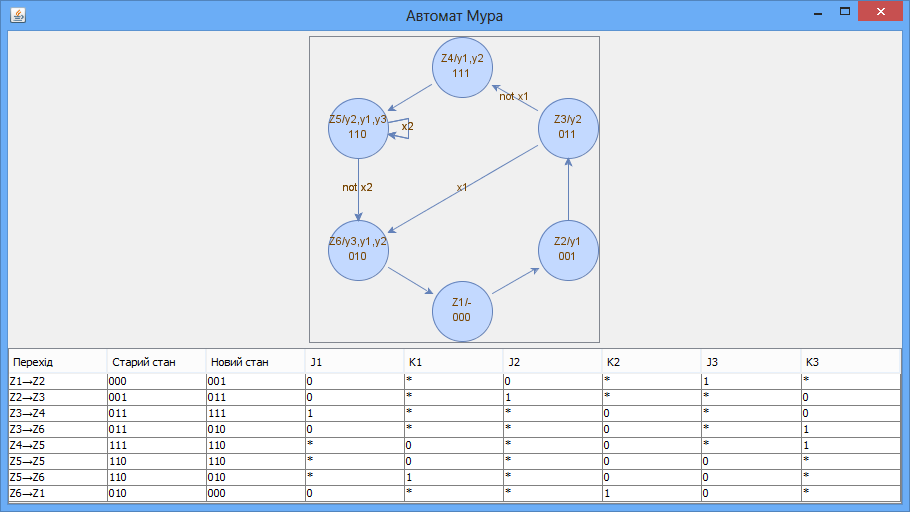 Автомат Мура
Z4/y1,y2
111
not x1
Z5/y2,y1,y3
110
x2
Z3/y2
011
not x2
x1
Z6/y3,y1,y2
010
Z2/y1
001
Z1/-
000
Перехід Старий стан Новий стан J1 K1 J2 K2 J3 K3
Z1→Z2 000 001 0 * 0 * 1 *
Z2→Z3 001 011 0 * 1 * * 0
Z3→Z4 011 111 1 * * 0 * 0
Z3→Z6 011 010 0 * * 0 * 1
Z4→Z5 111 110 * 0 * 0 * 1
Z5→Z5 110 110 * 0 * 0 0 *
Z5→Z6 110 010 * 1 * 0 0 *
Z6→Z1 010 000 0 * * 1 0 *